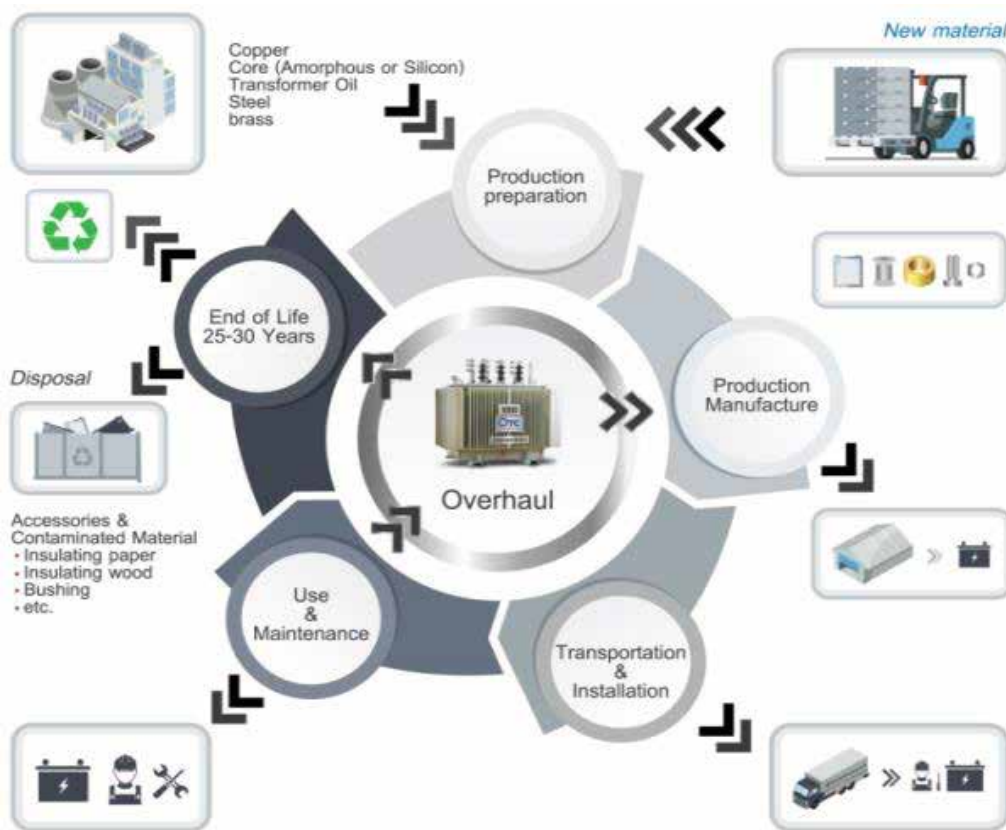 New material
Copper
Core (Amorphous or Silicon)
Transformer Oil
Steel
brass
Production
preparation
End of Life
25-30 Years
Production
Manufacture
Disposal
Overhaul
Accessories &
Contaminated Material
• Insulating paper
• Insulating wood
• Bushing
• etc.
Use
&
Maintenance
Transportation
&
Installation